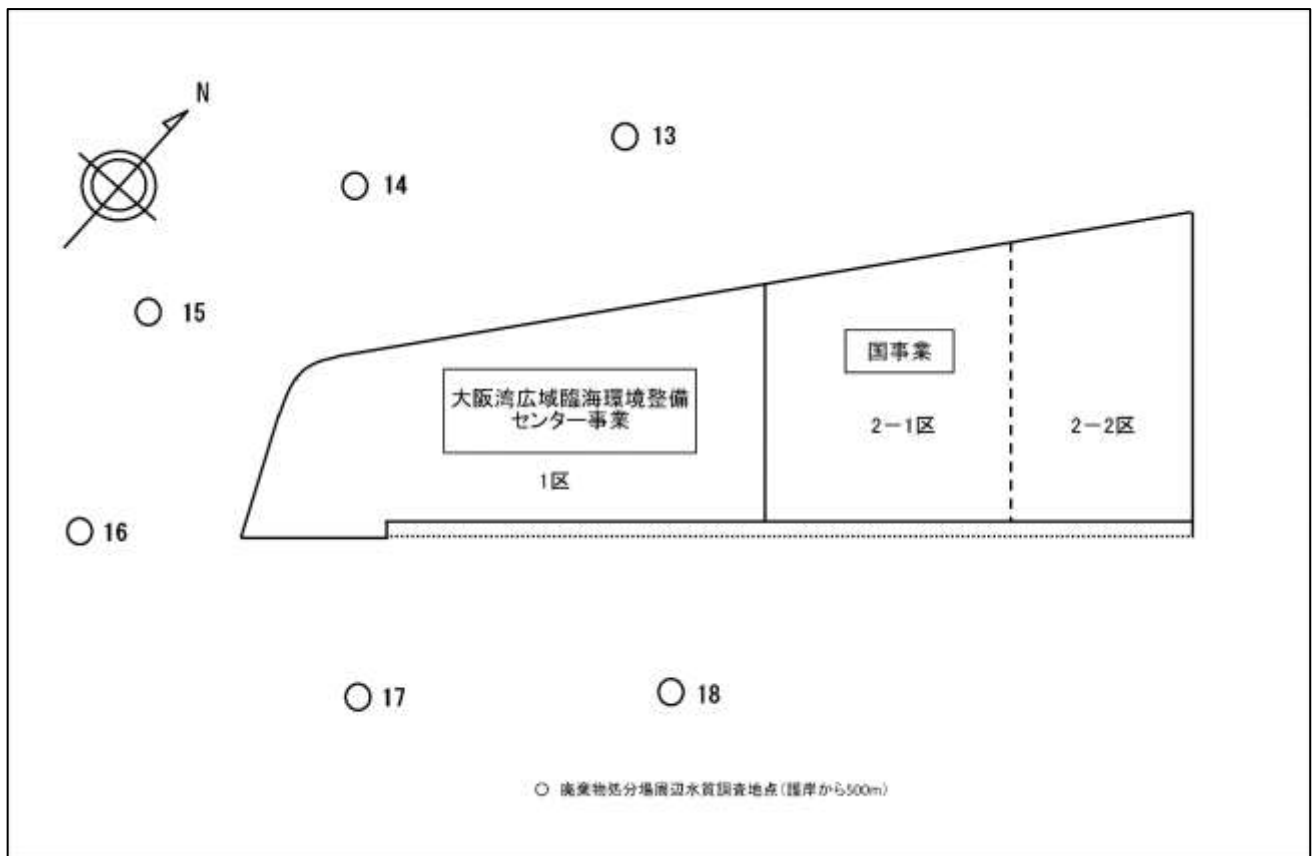 N
13
14
15
国事業
大阪湾広域臨海環境整備
センター事業
2－1区
2－2区
1区
16
17
18
○ 廃棄物処分場周辺水質調査地点(護岸から500m)